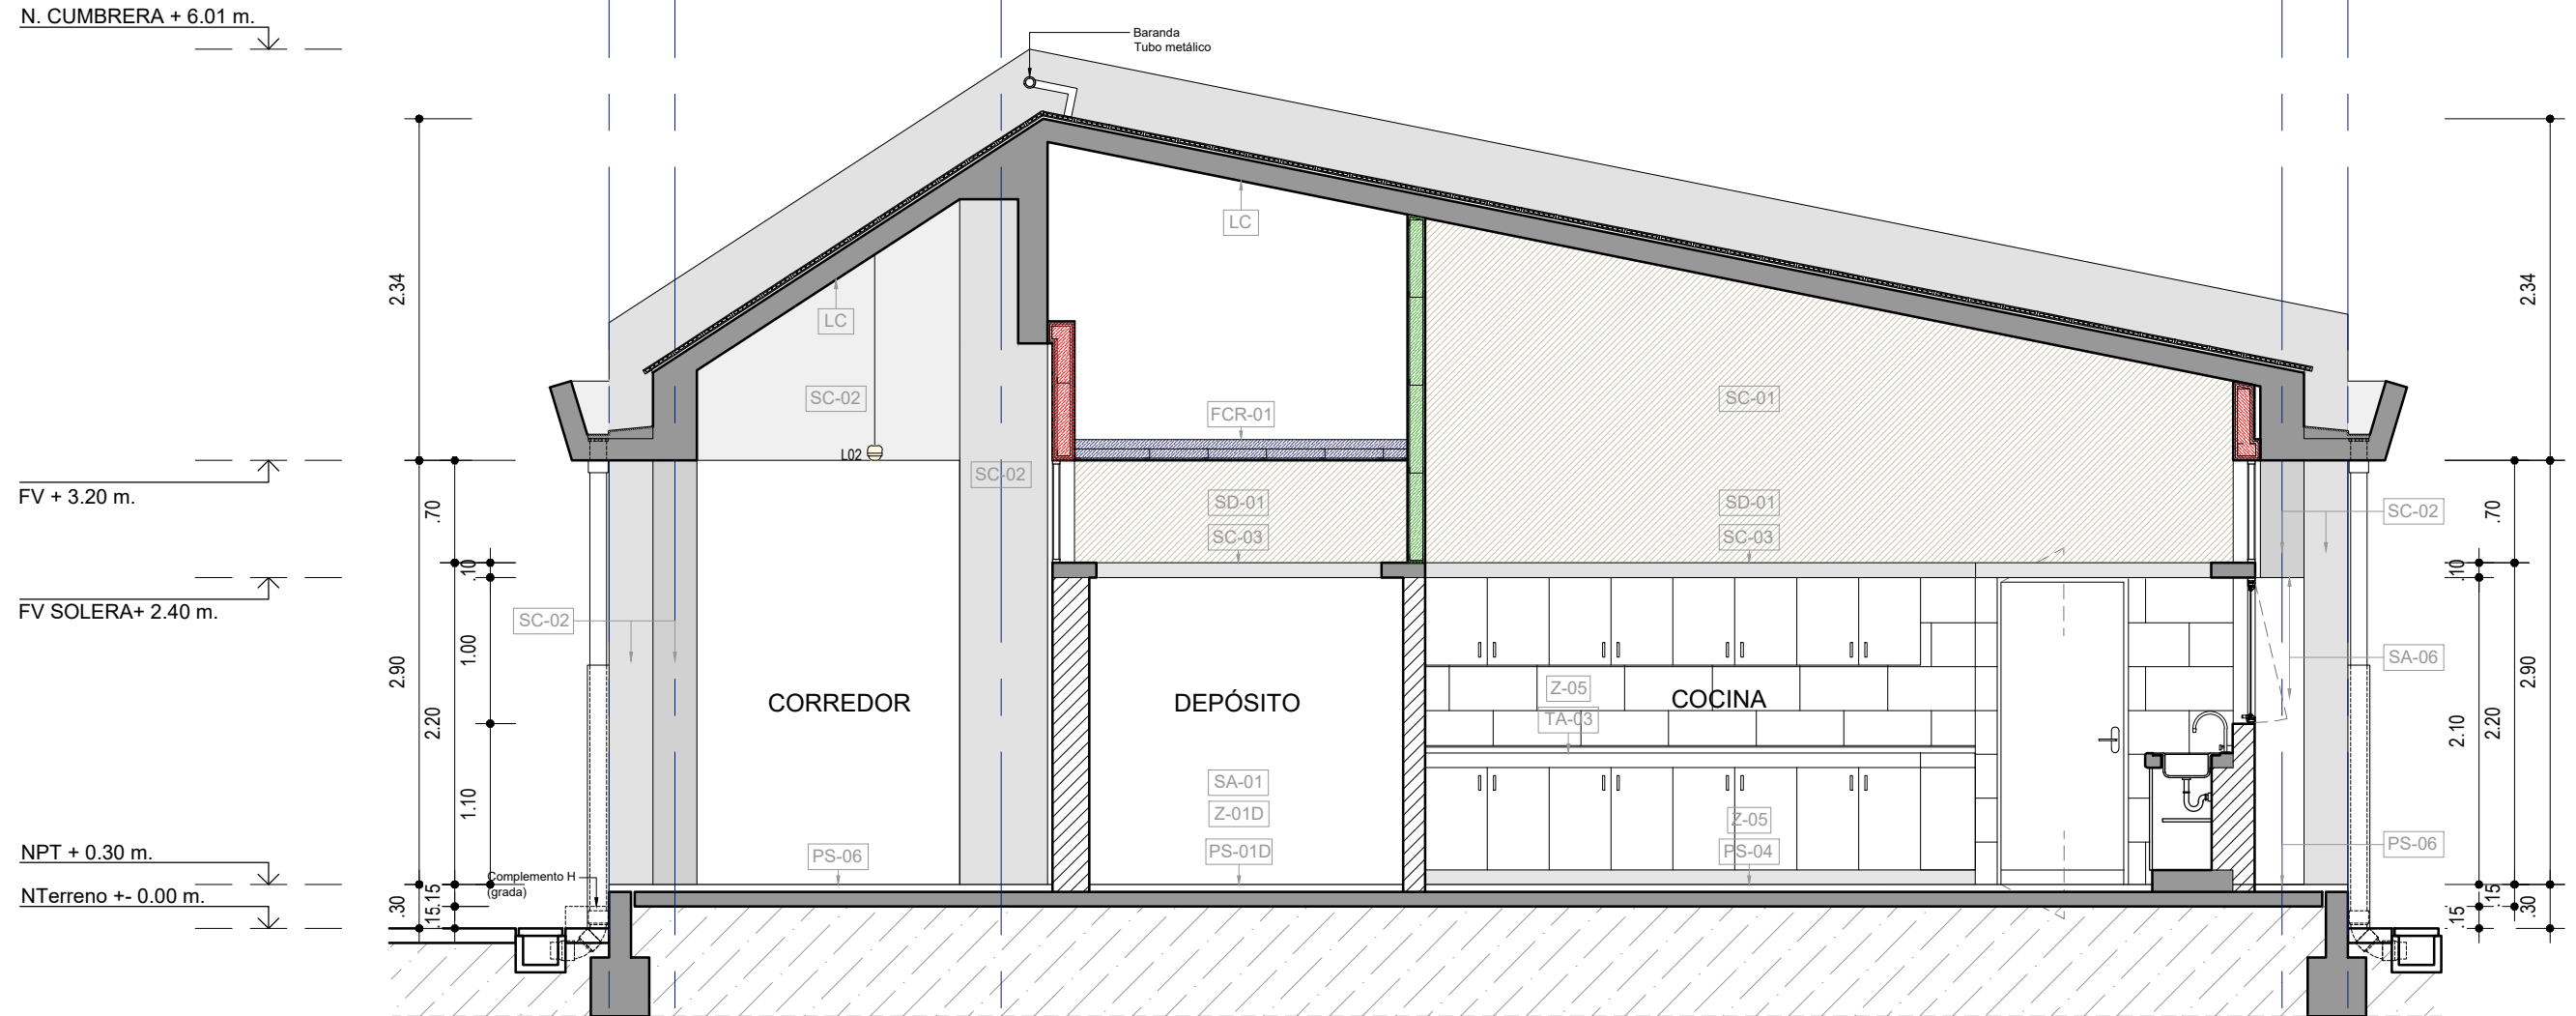 N. CUMBRERA + 6.01 m.
Baranda
Tubo metálico
2.34
2.34
LC
LC
SC-02
SC-01
FCR-01
L02
SC-02
FV + 3.20 m.
.70
SD-01
SD-01
SC-02
.70
SC-03
SC-03
.10
.10
FV SOLERA+ 2.40 m.
SC-02
1.00
2.90
SA-06
2.90
Z-05
CORREDOR
DEPÓSITO
COCINA
TA-03
2.20
2.10
2.20
SA-01
1.10
Z-01D
Z-05
NPT + 0.30 m.
PS-06
PS-01D
PS-04
PS-06
Complemento H
(grada)
NTerreno +- 0.00 m.
.30
.15
.15
.15
.15
.30